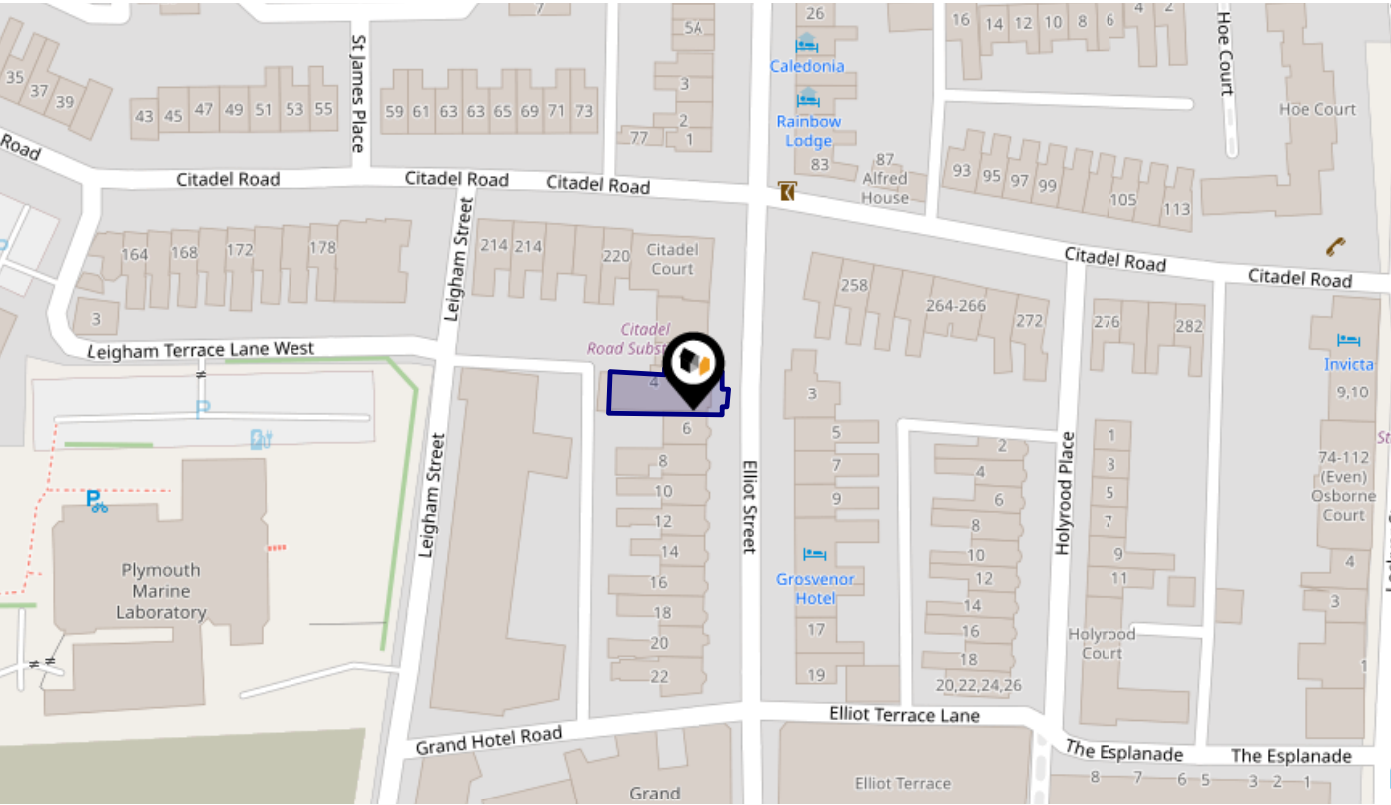 26
5A
7
16
14
12
10
8
6
4
2
35
37
39
Caledonia
3
Rainbow
Lodge
2
77
1
83
43
45
47
49
51
53
55
St James Place
59
61
63
63
65
69
71
73
87
Alfred
House
93
95
97
99
105
113
Hoe Court
Hoe Court
Road
Citadel Road
Citadel Road
Citadel Road
Citadel Road
Citadel Road
164
168
172
178
3
Leigham Street
214
214
220
Citadel
Court
258
264-266
272
276
282
Invicta
9,10
Leigham Terrace Lane West
Citadel
Road Subst
4
6
8
10
12
14
16
18
20
22
Elliot Street
3
5
7
9
Grosvenor
Hotel
17
19
2
4
6
8
10
12
14
16
18
20,22,24,26
Holyrood Place
1
3
5
7
9
11
Holyrood
Court
74-112
(Even)
Osborne
Court
4
3
1
St
P
P
Leigham Street
Plymouth
Marine
Laboratory
Grand Hotel Road
Elliot Terrace Lane
The Esplanade
The Esplanade
Grand
Elliot Terrace
8
7
6
5
3
2
1